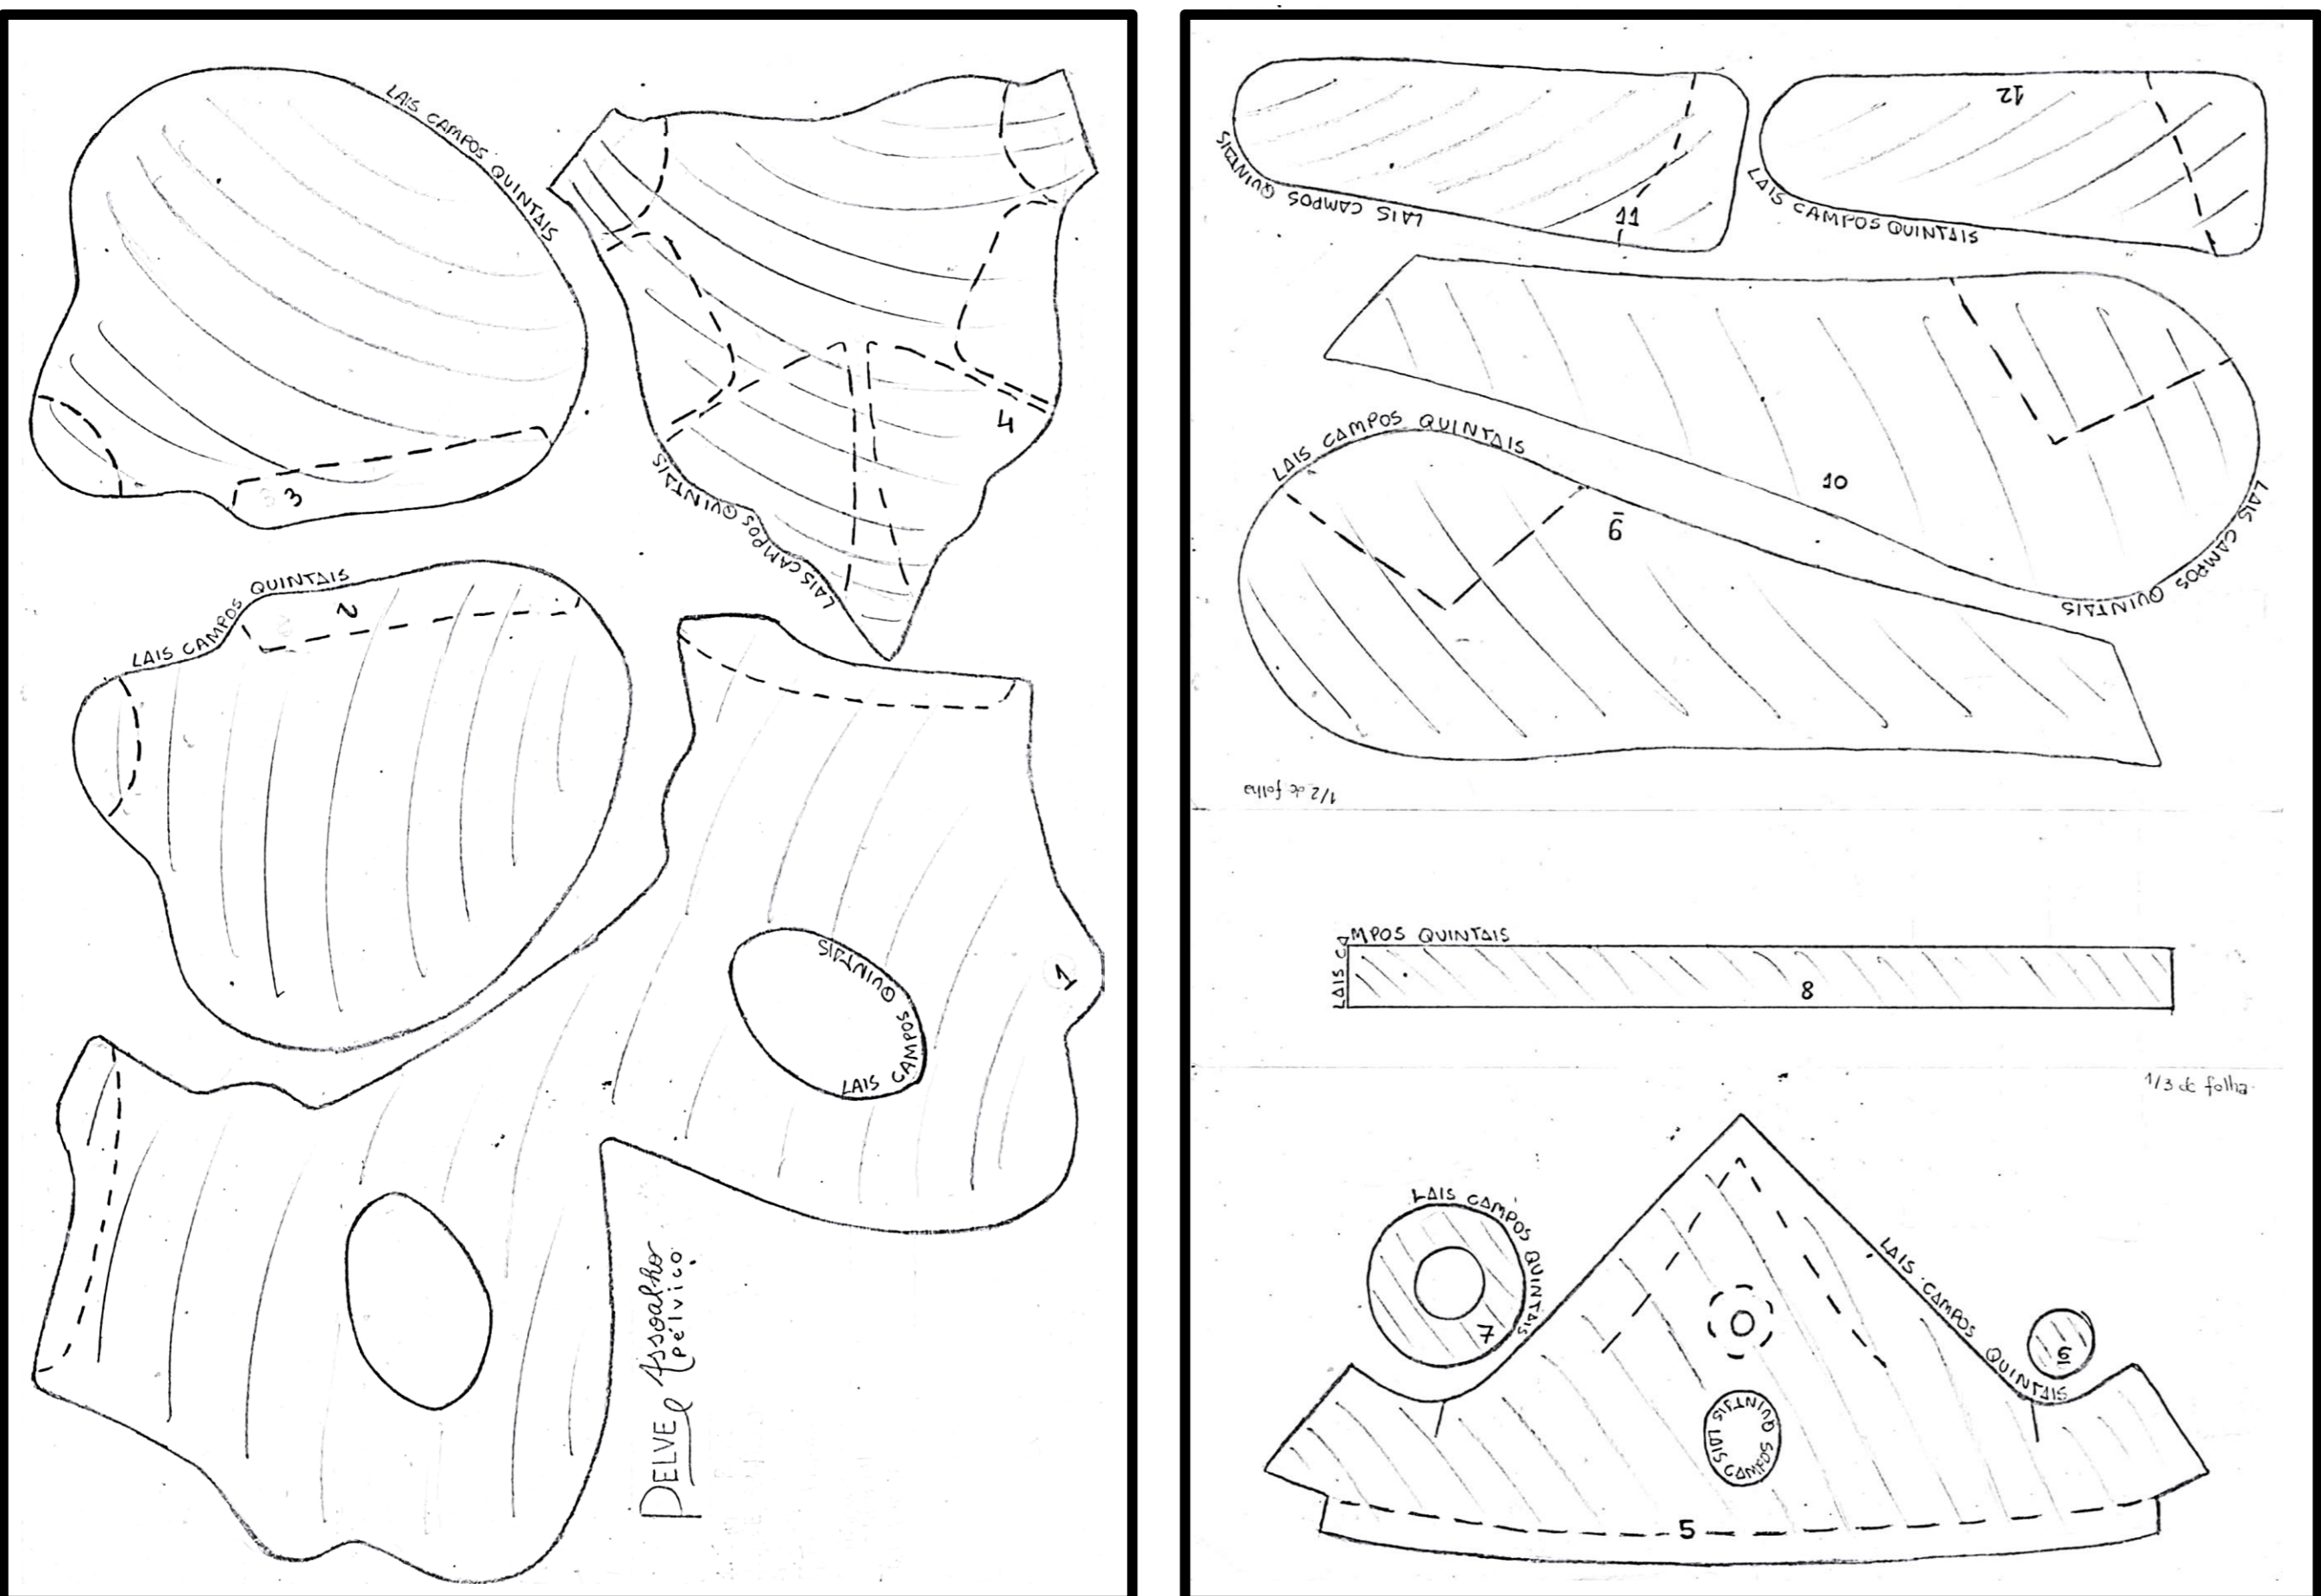 LAIS CAMPOS QUINTAIS
3
4
LAIS CAMPOS QUINTAIS
LAIS CAMPOS QUINTAIS
2
1
LAIS CAMPOS QUINTAIS
PELVE e Assoalho
pélvico
LAIS CAMPOS QUINTAIS
11
12
LAIS CAMPOS QUINTAIS
10
LAIS CAMPOS QUINTAIS
LAIS CAMPOS QUINTAIS
9
1/2 de folha
LAIS CAMPOS QUINTAIS
8
1/3 de folha
LAIS CAMPOS QUINTAIS
7
LAIS CAMPOS QUINTAIS
6
LAIS CAMPOS QUINTAIS
5